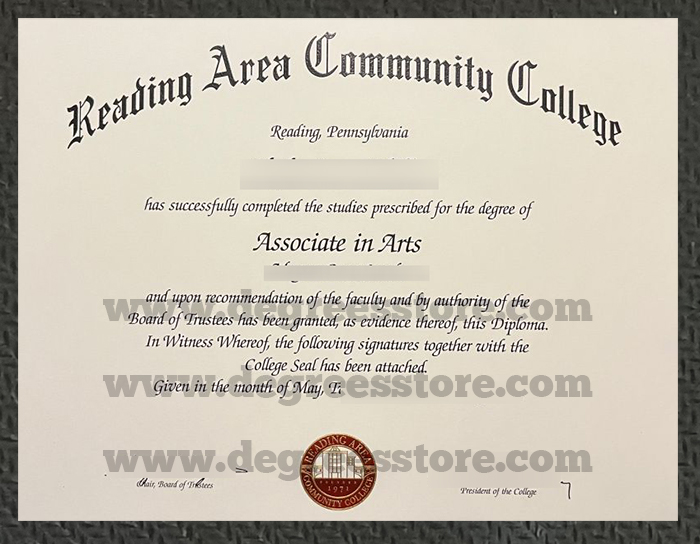 Reading Area Community College
Reading, Pennsylvania
has successfully completed the studies prescribed for the degree of
Associate in Arts
and upon recommendation of the faculty and by authority of the
www.degreesstore.com
Board of Trustees has been granted, as evidence thereof, this Diploma.
In Witness Whereof, the following signatures together with the
College Seal has been attached.
www.degreesstore.com
Given in the month of May, T
www.degreesstore.com
READING AREA
FOUNDED
1971
COMMUNITY COLLEGE
Chair, Board of Trustees
President of the College